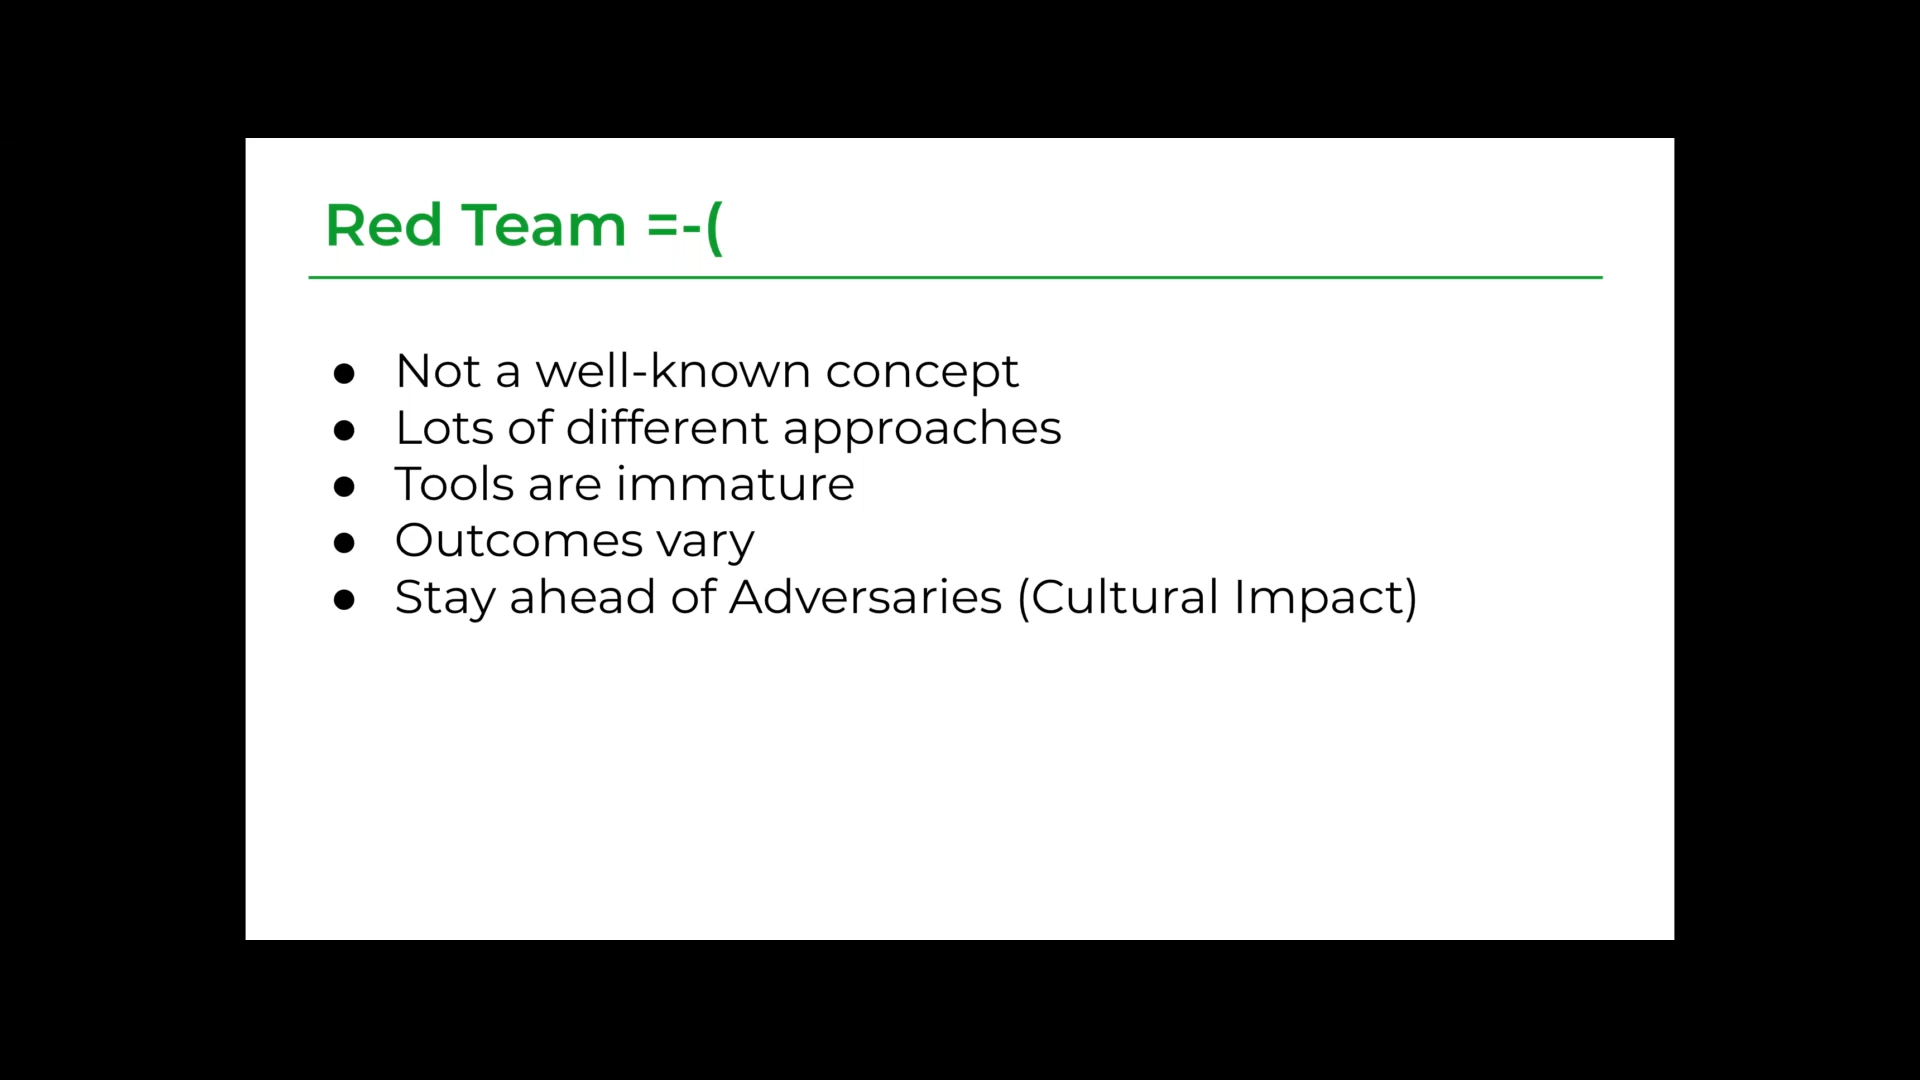 Red Team =-(
● Not a well-known concept
● Lots of different approaches
● Tools are immature
● Outcomes vary
● Stay ahead of Adversaries (Cultural Impact)